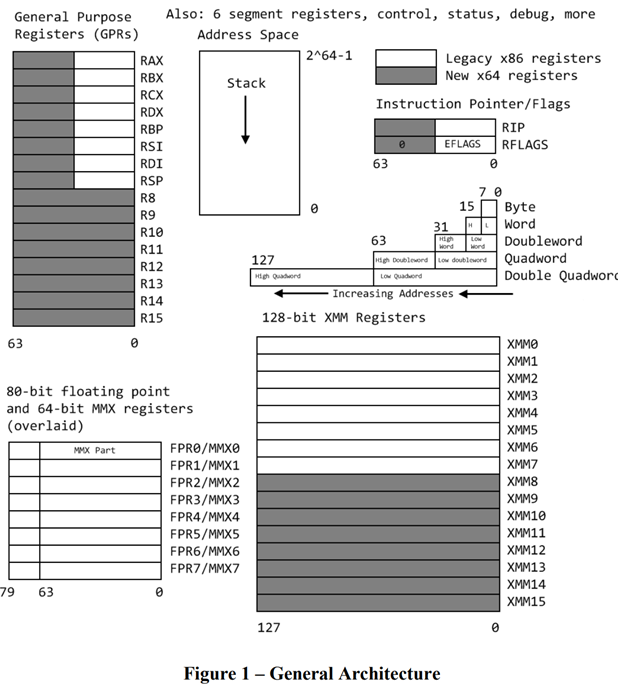 General Purpose
Registers (GPRs)
RAX
RBX
RCX
RDX
RBP
RSI
RDI
RSP
R8
R9
R10
R11
R12
R13
R14
R15
63 0
Also: 6 segment registers, control, status, debug, more
Address Space
2^64-1
Stack
0
Legacy x86 registers
New x64 registers
Instruction Pointer/Flags
RIP
0 EFLAGS RFLAGS
63 0
7 0
15 Byte
H L Word
31
High Word Low Word Doubleword
63
High Doubleword Low doubleword Quadword
127
High Quadword Low Quadword Double Quadword
Increasing Addresses
128-bit XMM Registers
XMM0
XMM1
XMM2
XMM3
XMM4
XMM5
XMM6
XMM7
XMM8
XMM9
XMM10
XMM11
XMM12
XMM13
XMM14
XMM15
127 0
80-bit floating point
and 64-bit MMX registers
(overlaid)
MMX Part FPR0/MMX0
FPR1/MMX1
FPR2/MMX2
FPR3/MMX3
FPR4/MMX4
FPR5/MMX5
FPR6/MMX6
FPR7/MMX7
79 63 0
Figure 1 – General Architecture